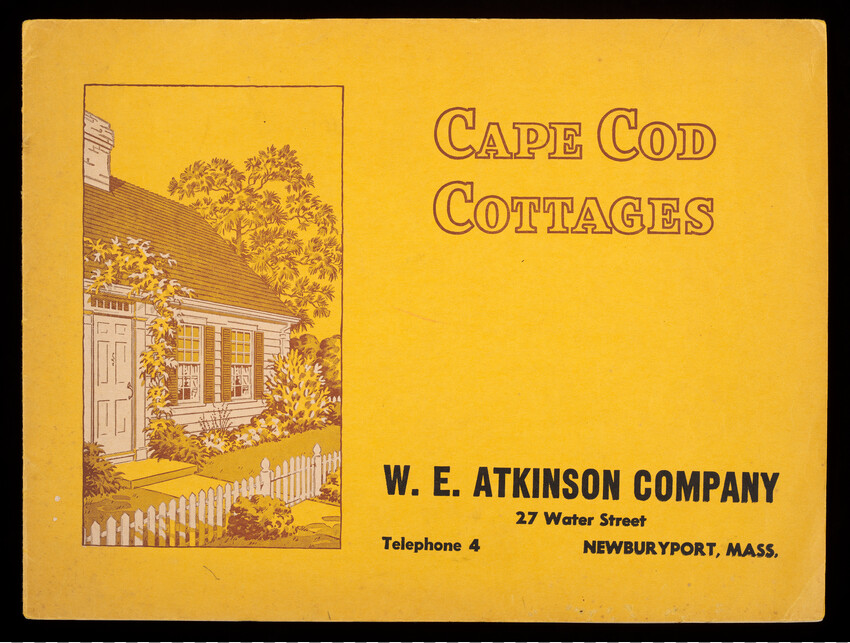 CAPE COD
COTTAGES
W. E. ATKINSON COMPANY
27 Water Street
Telephone 4 NEWBURYPORT, MASS.